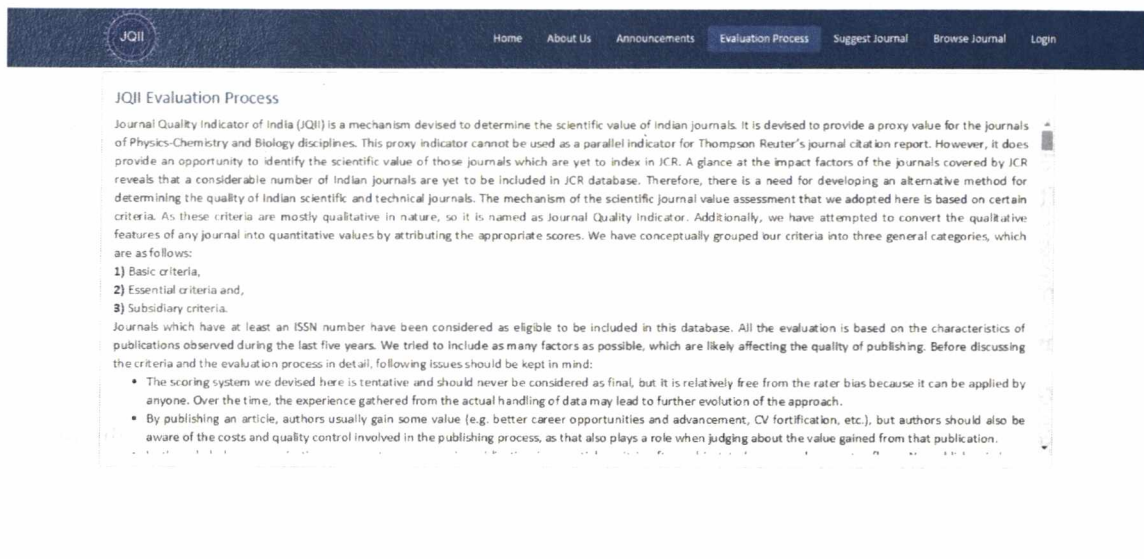 JQII
Home About Us Announcements Evaluation Process Suggest Journal Browse Journal Login
JQII Evaluation Process
Journal Quality Indicator of India (JQII) is a mechanism devised to determine the scientific value of Indian journals. It is devised to provide a proxy value for the journals
of Physics-Chemistry and Biology disciplines. This proxy indicator cannot be used as a parallel indicator for Thompson Reuter's journal citation report. However, it does
provide an opportunity to identify the scientific value of those journals which are yet to index in JCR. A glance at the impact factors of the journals covered by JCR
reveals that a considerable number of Indian journals are yet to be included in JCR database. Therefore, there is a need for developing an alternative method for
determining the quality of Indian scientific and technical journals. The mechanism of the scientific journal value assessment that we adopted here is based on certain
criteria. As these criteria are mostly qualitative in nature, so it is named as Journal Quality Indicator. Additionally, we have attempted to convert the qualitative
features of any journal into quantitative values by attributing the appropriate scores. We have conceptually grouped our criteria into three general categories, which
are as follows:
1) Basic criteria,
2) Essential criteria and,
3) Subsidiary criteria.
Journals which have at least an ISSN number have been considered as eligible to be included in this database. All the evaluation is based on the characteristics of
publications observed during the last five years. We tried to include as many factors as possible, which are likely affecting the quality of publishing. Before discussing
the criteria and the evaluation process in detail, following issues should be kept in mind:
• The scoring system we devised here is tentative and should never be considered as final, but it is relatively free from the rater bias because it can be applied by
anyone. Over the time, the experience gathered from the actual handling of data may lead to further evolution of the approach.
• By publishing an article, authors usually gain some value (e.g. better career opportunities and advancement, CV fortification, etc.), but authors should also be
aware of the costs and quality control involved in the publishing process, as that also plays a role when judging about the value gained from that publication.